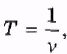 T = 1/ν,